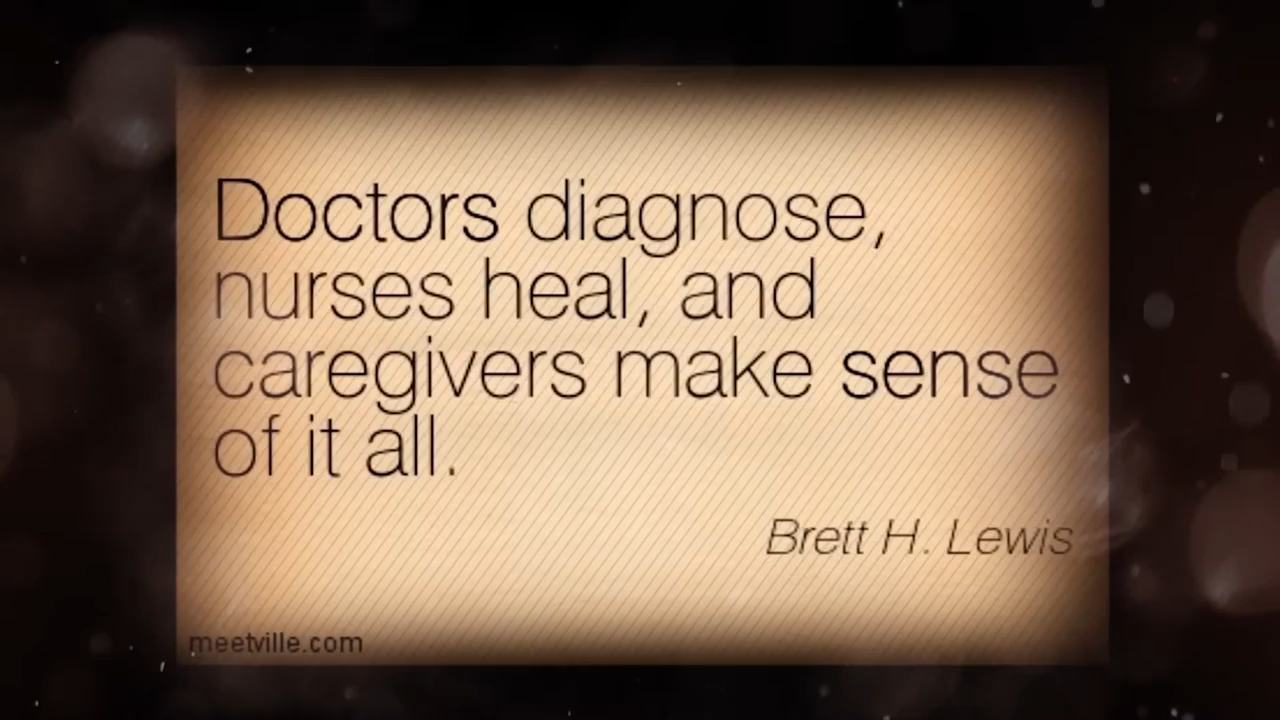 Doctors diagnose,
nurses heal, and
caregivers make sense
of it all.
Brett H. Lewis
meetville.com